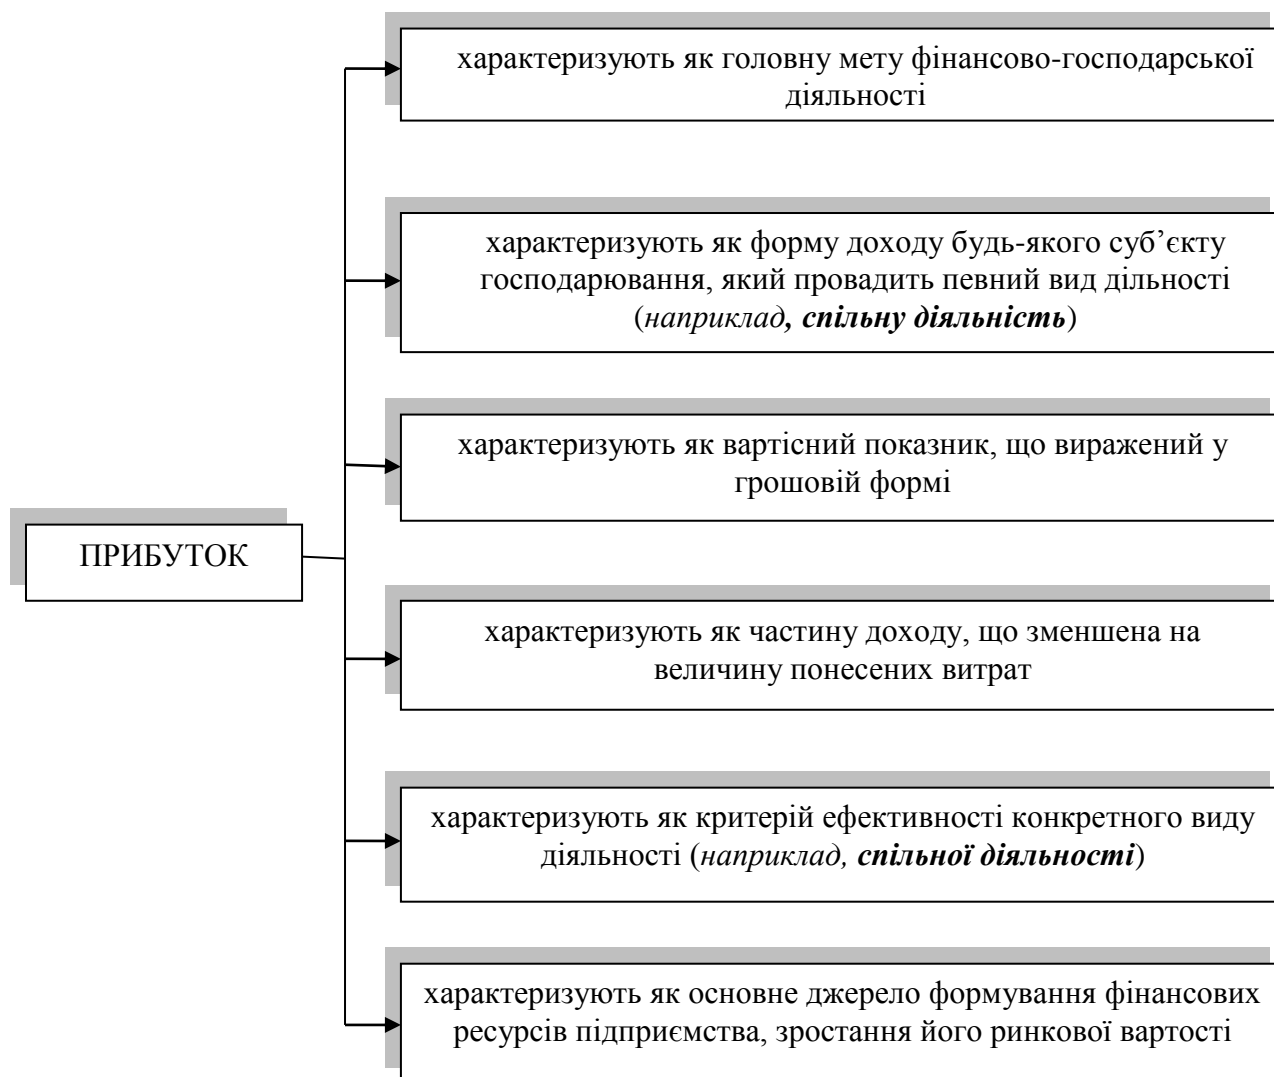 характеризують як головну мету фінансово-господарської
діяльності
характеризують як форму доходу будь-якого суб’єкту
господарювання, який провадить певний вид дільності
(наприклад, спільну діяльність)
характеризують як вартісний показник, що виражений у
грошовій формі
ПРИБУТОК
характеризують як частину доходу, що зменшена на
величину понесених витрат
характеризують як критерій ефективності конкретного виду
діяльності (наприклад, спільної діяльності)
характеризують як основне джерело формування фінансових
ресурсів підприємства, зростання його ринкової вартості